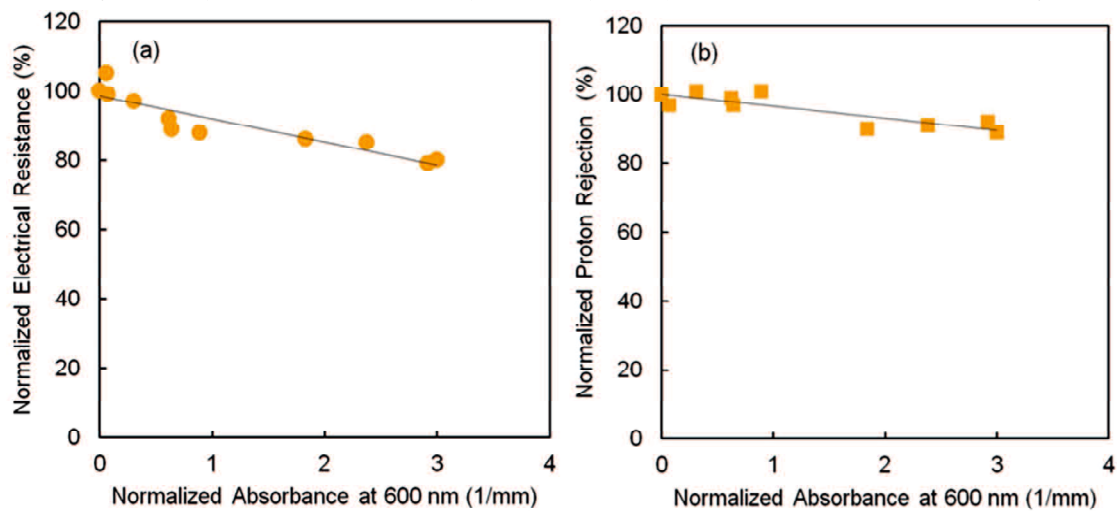 (a)
Normalized Electrical Resistance (%)
120
100
80
60
40
20
0
0 1 2 3 4
Normalized Absorbance at 600 nm (1/mm)
(b)
Normalized Proton Rejection (%)
120
100
80
60
40
20
0
0 1 2 3 4
Normalized Absorbance at 600 nm (1/mm)